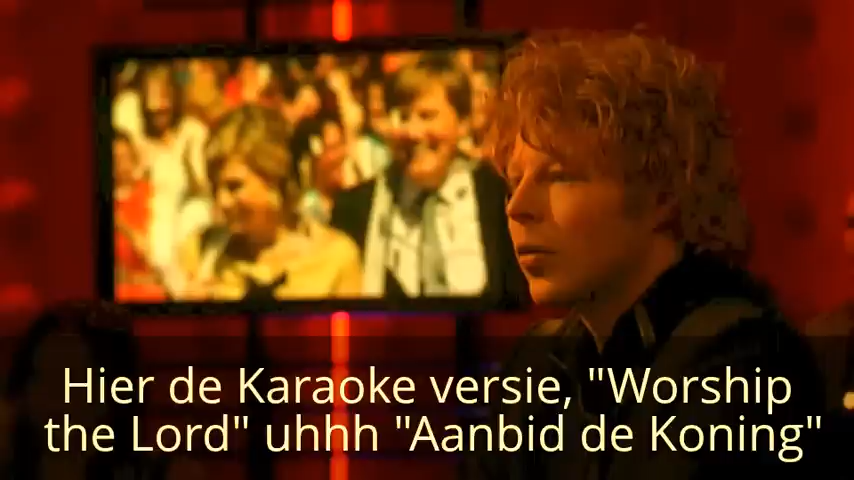 Hier de Karaoke versie, "Worship
the Lord" uhhh "Aanbid de Koning"